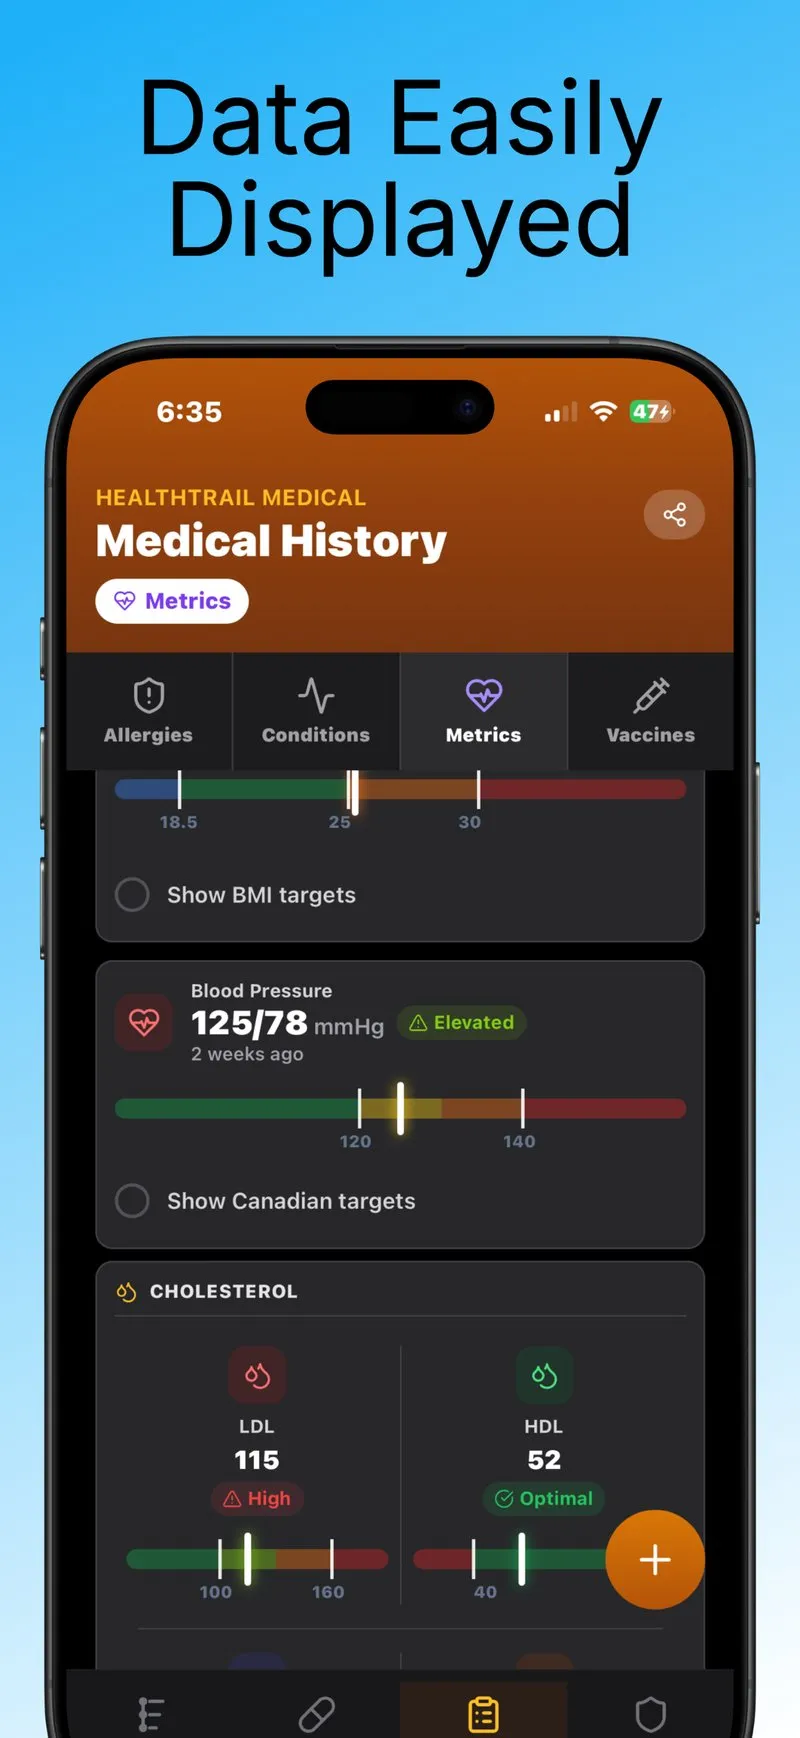 Data Easily
Displayed
6:35
47
HEALTHTRAIL MEDICAL
Medical History
Metrics
Allergies
Conditions
Metrics
Vaccines
18.5
25
30
Show BMI targets
Blood Pressure
125/78 mmHg
Elevated
2 weeks ago
120
140
Show Canadian targets
CHOLESTEROL
LDL
HDL
115
52
High
Optimal
100
160
40